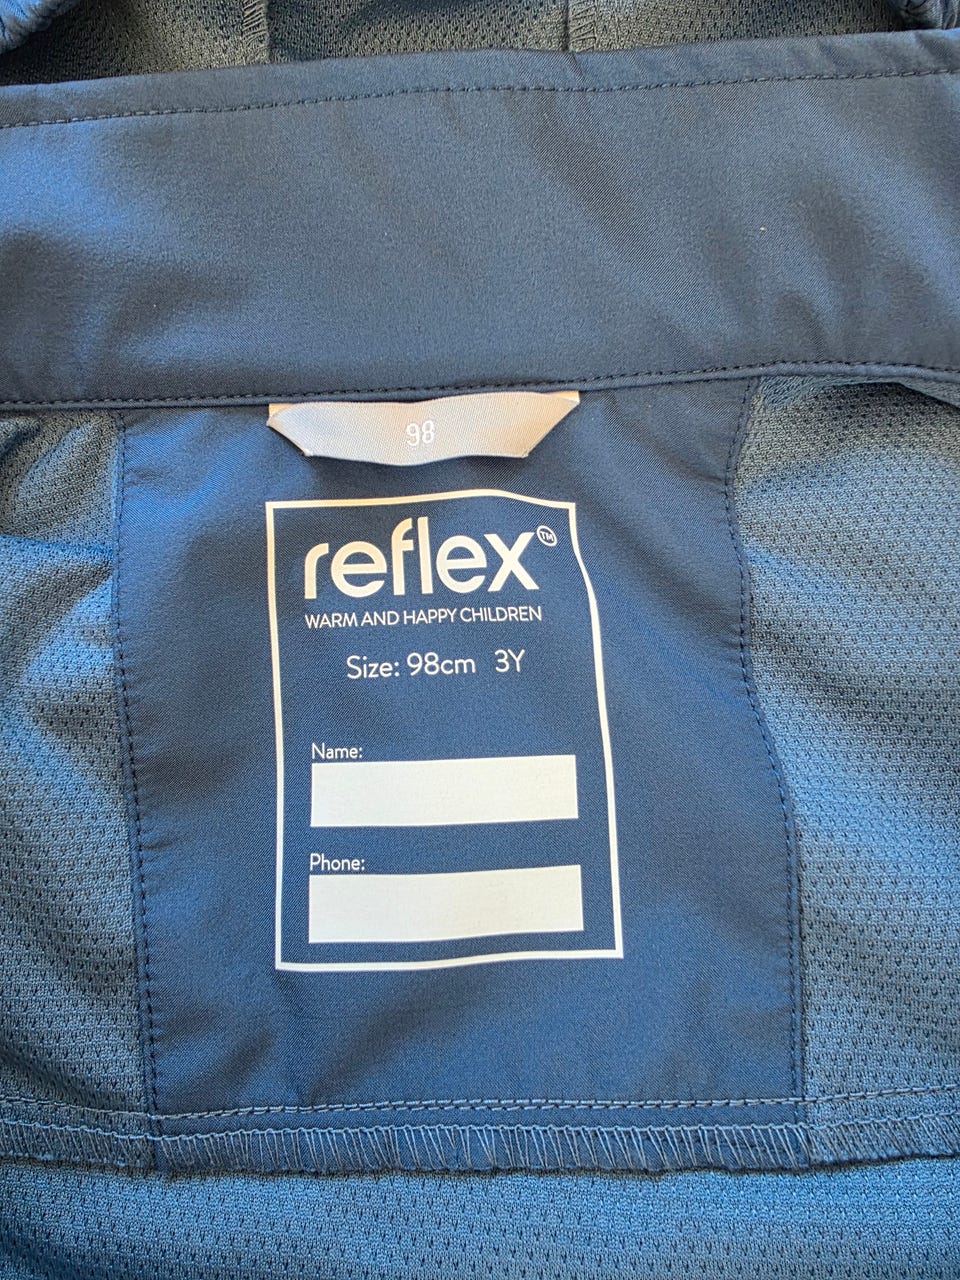 98
reflex™
WARM AND HAPPY CHILDREN
Size: 98cm 3Y
Name:
Phone: